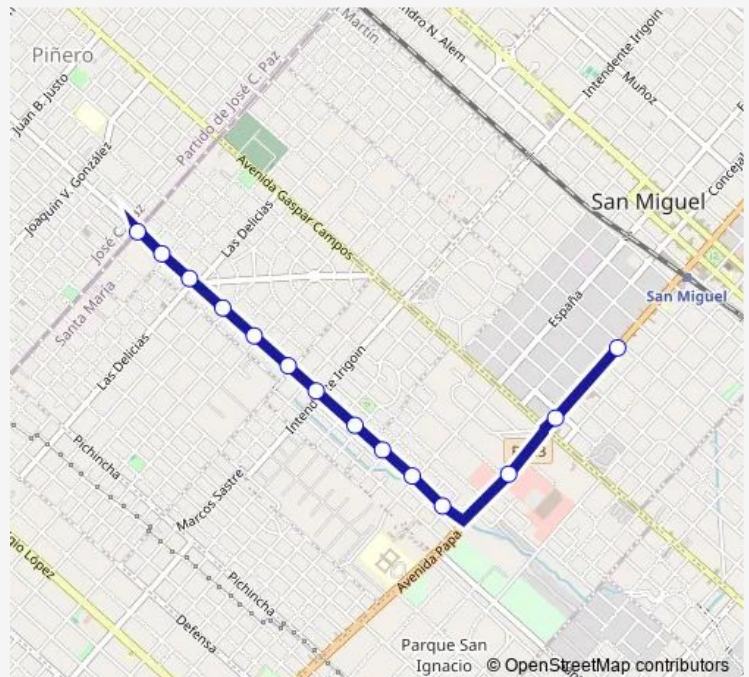 Piñero
Martín
ndro N. Alem
Intendente Irigoin
Muñoz
Juan B. Justo
Partido de José C. Paz
Concejal
Joaquín V. González
Avenida Gaspar Campos
San Miguel
Las Delicias
José C. Paz
Santa María
España
San Miguel
Las Delicias
Intendente Irigoin
Pichincha
Marcos Sastre
Avenida Papa
gio López
Pichincha
Defensa
Parque San
Ignacio
© OpenStreetMap contributors